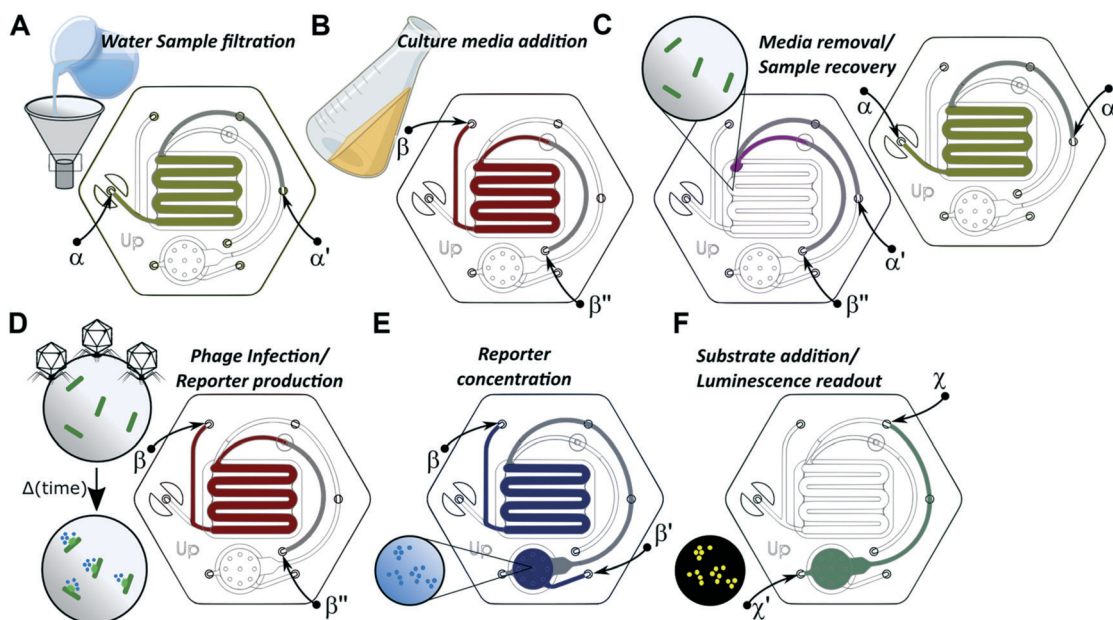 A
Water Sample filtration
α
Up
α'
B
Culture media addition
β
Up
β"
C
Media removal/
Sample recovery
Up
α'
β"
α
Up
α
D
Phage Infection/
Reporter production
Δ(time)
β
Up
β"
E
Reporter
concentration
β
Up
β'
F
Substrate addition/
Luminescence readout
χ
Up
χ'